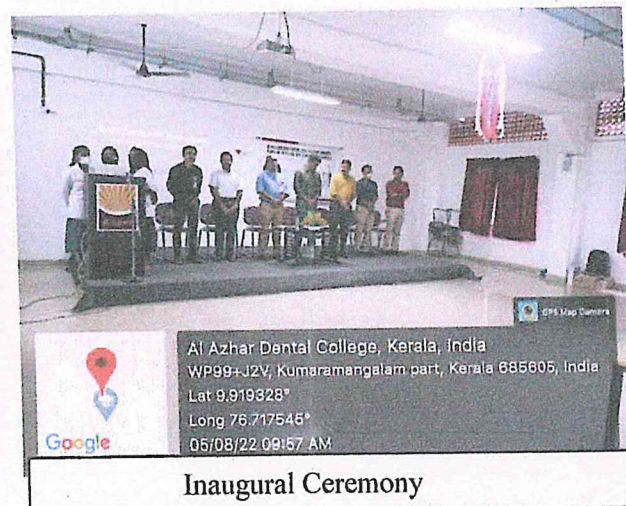 GPS Map Camera
Al Azhar Dental College, Kerala, India
WP99+J2V, Kumaramangalam part, Kerala 685605, India
Lat 9.919328°
Long 76.717545°
05/08/22 09:57 AM
Google
Inaugural Ceremony